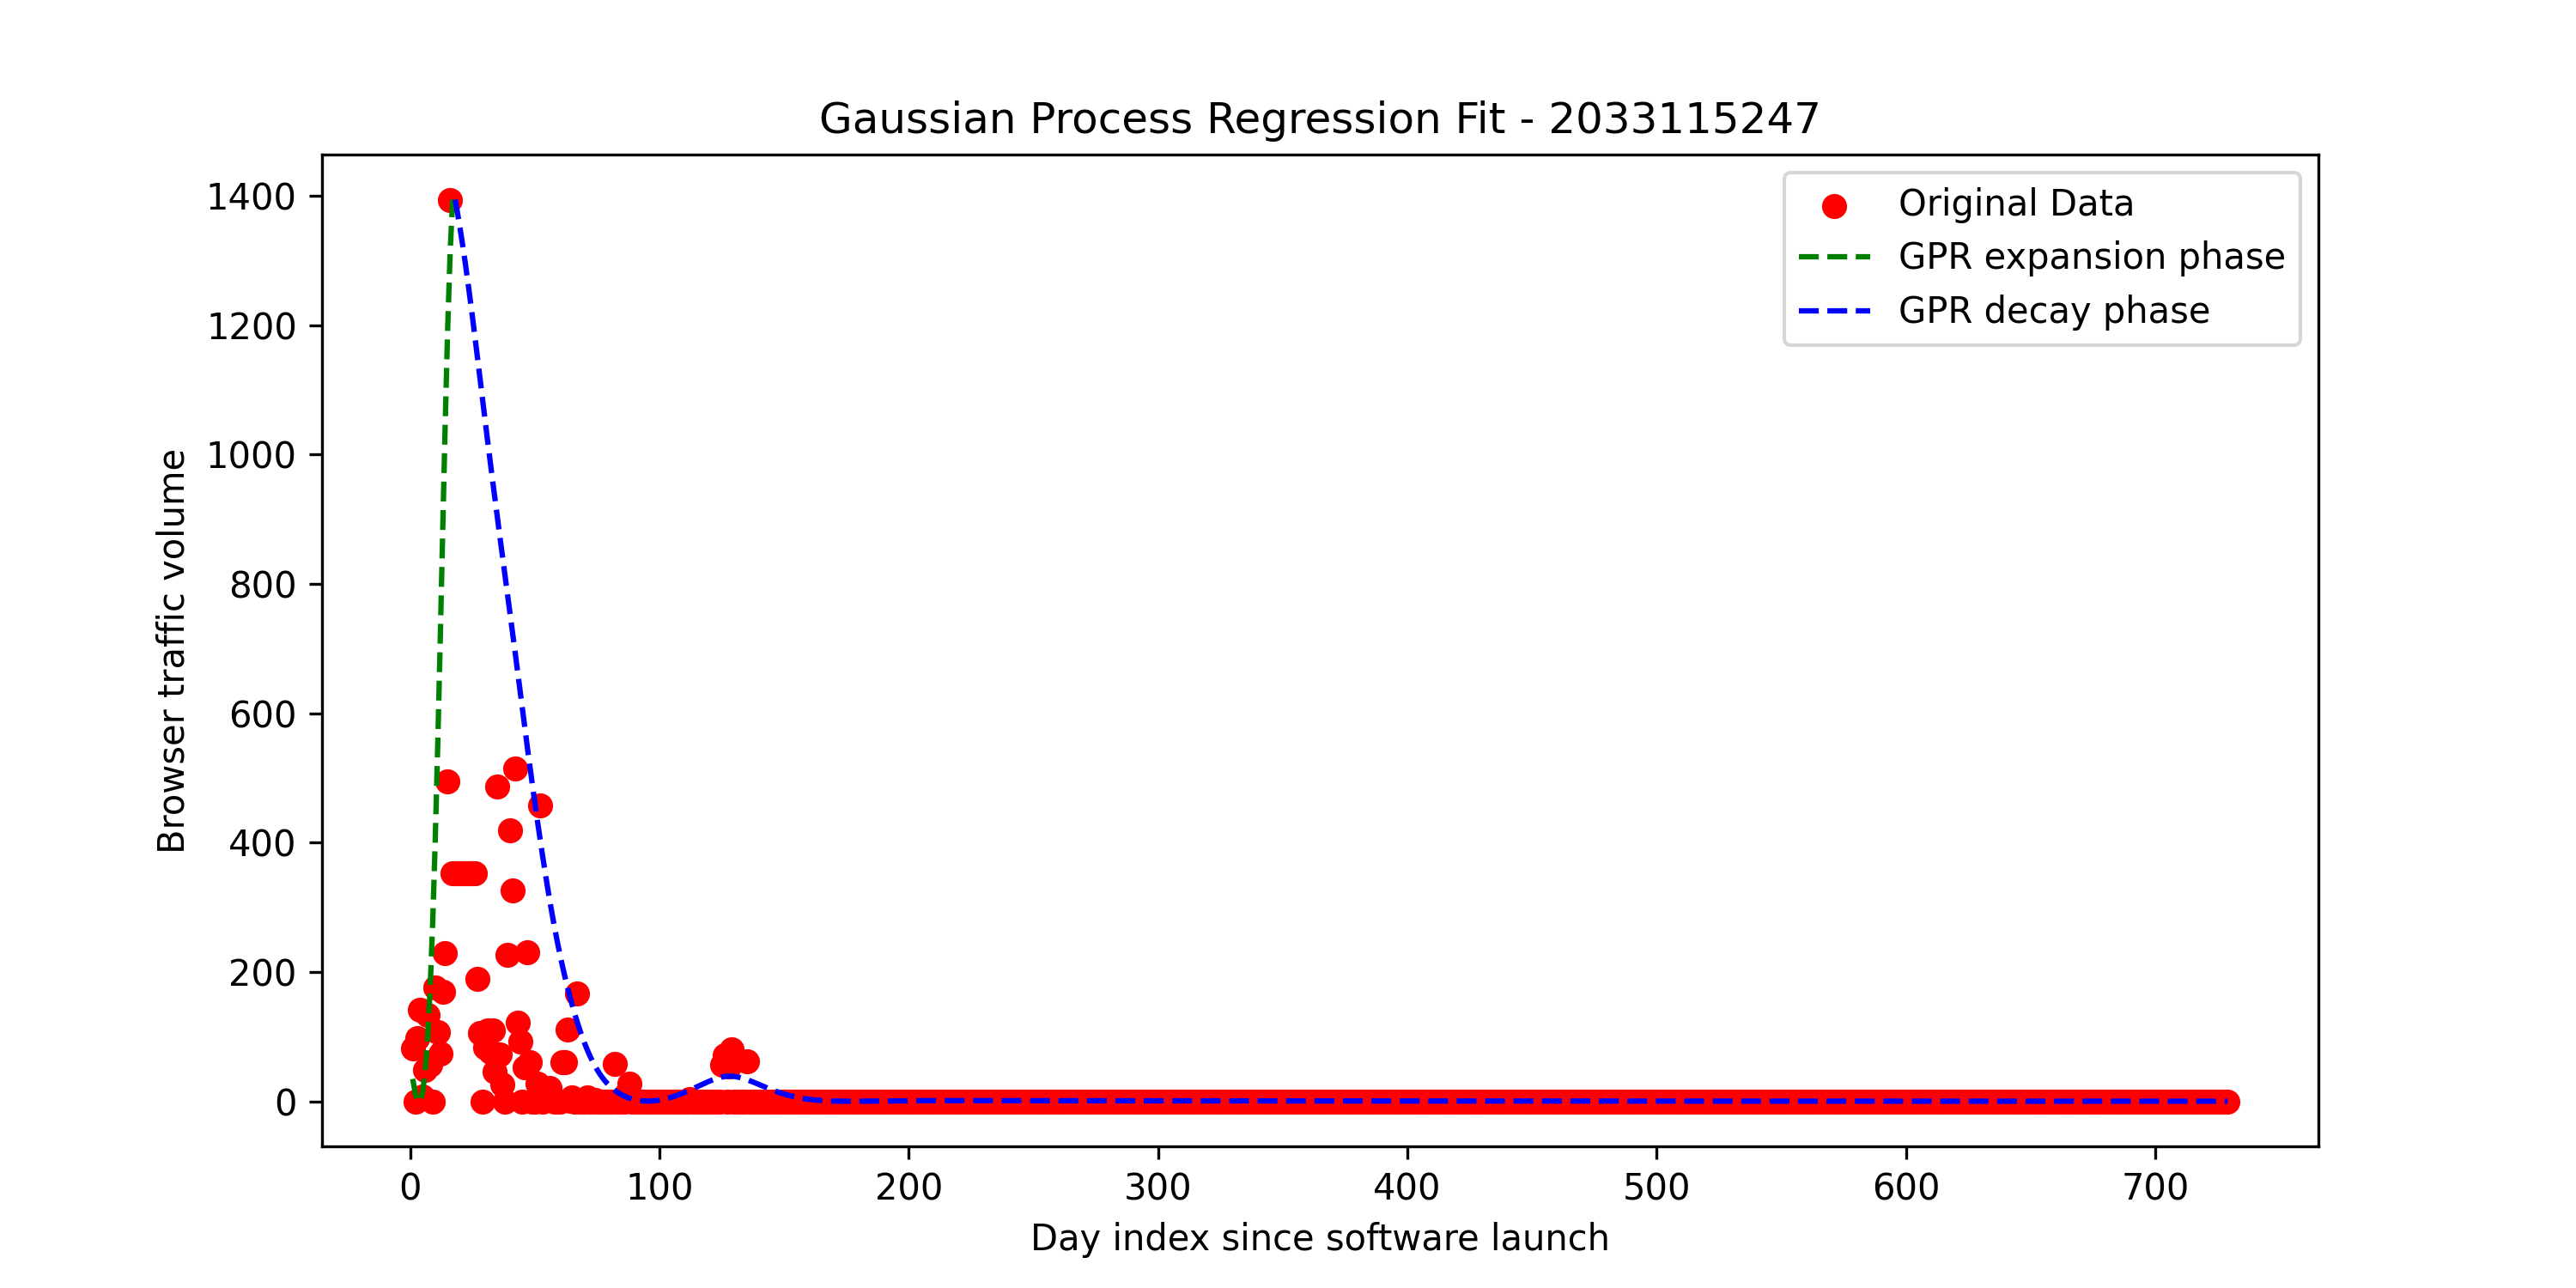 Gaussian Process Regression Fit - 2033115247
Original Data
GPR expansion phase
GPR decay phase
Browser traffic volume
1400
1200
1000
800
600
400
200
0
0 100 200 300 400 500 600 700
Day index since software launch